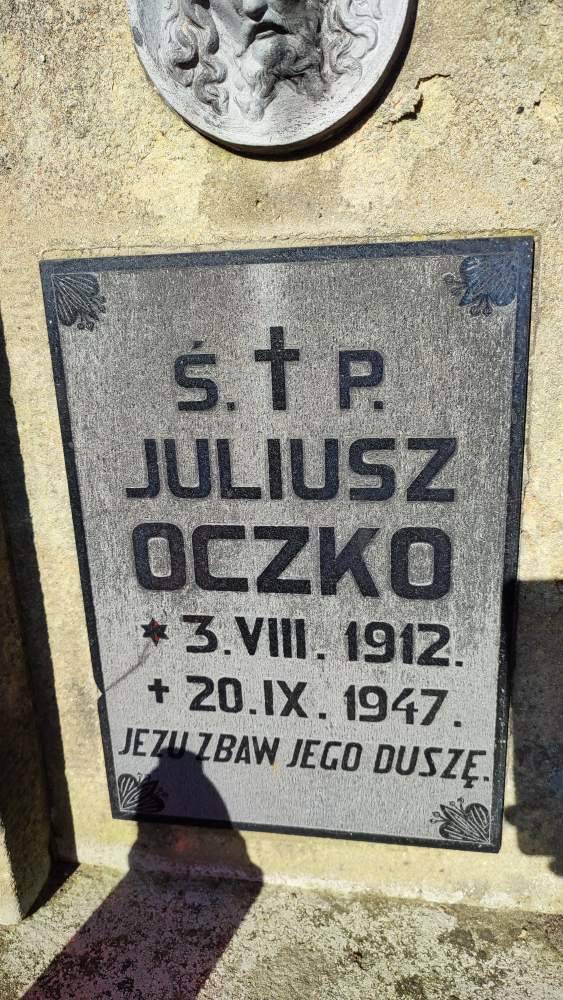 Ś. † P.
JULIUSZ
OCZKO
* 3. VIII. 1912.
+ 20. IX. 1947.
JEZU ZBAW JEGO DUSZĘ.